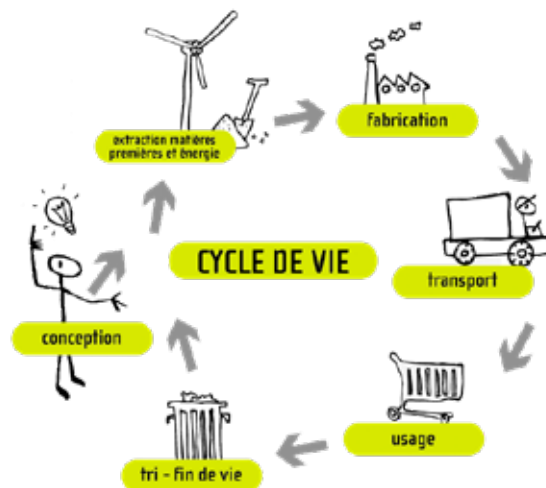 CYCLE DE VIE
conception
extraction matières
premières et énergie
fabrication
transport
usage
tri - fin de vie